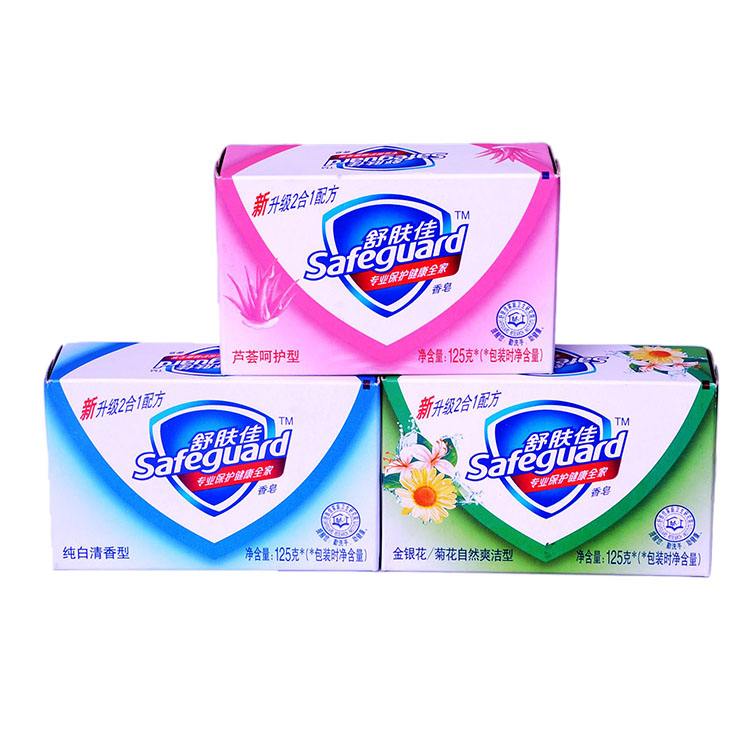 新升级2合1配方
舒肤佳
TM
Safeguard
专业保护健康全家
香皂
芦荟呵护型
净含量:125克*(*包装时净含量)
新升级2合1配方
舒肤佳
TM
Safeguard
专业保护健康全家
香皂
纯白清香型
净含量:125克*(*包装时净含量)
新升级2合1配方
舒肤佳
TM
Safeguard
专业保护健康全家
香皂
金银花/菊花自然爽洁型
净含量:125克*(*包装时净含量)